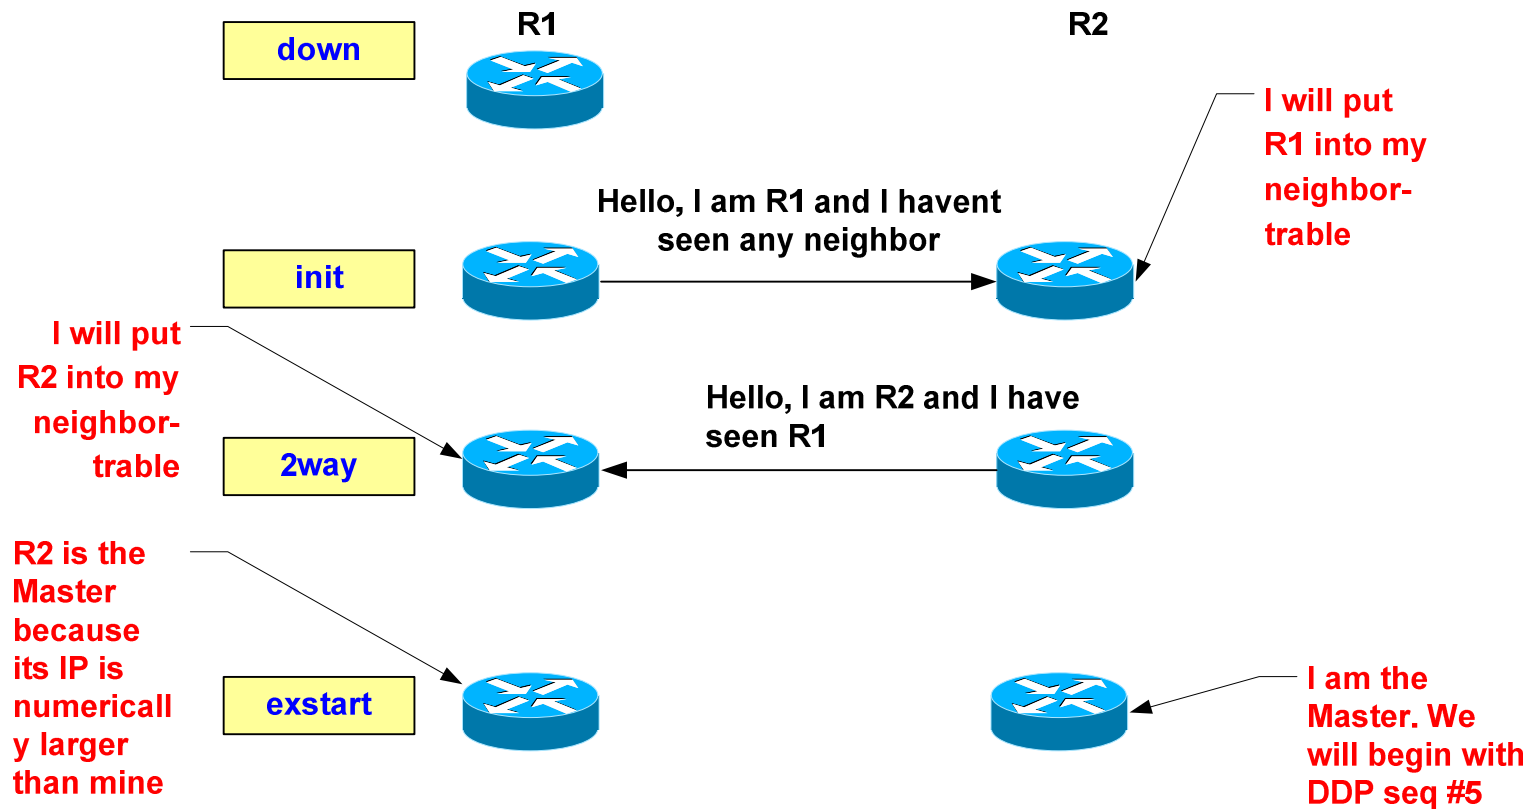 R1
R2
down
I will put
R1 into my
neighbor-
trable
Hello, I am R1 and I havent
seen any neighbor
init
I will put
R2 into my
neighbor-
trable
Hello, I am R2 and I have
seen R1
2way
R2 is the
Master
because
its IP is
numericall
y larger
than mine
exstart
I am the
Master. We
will begin with
DDP seq #5